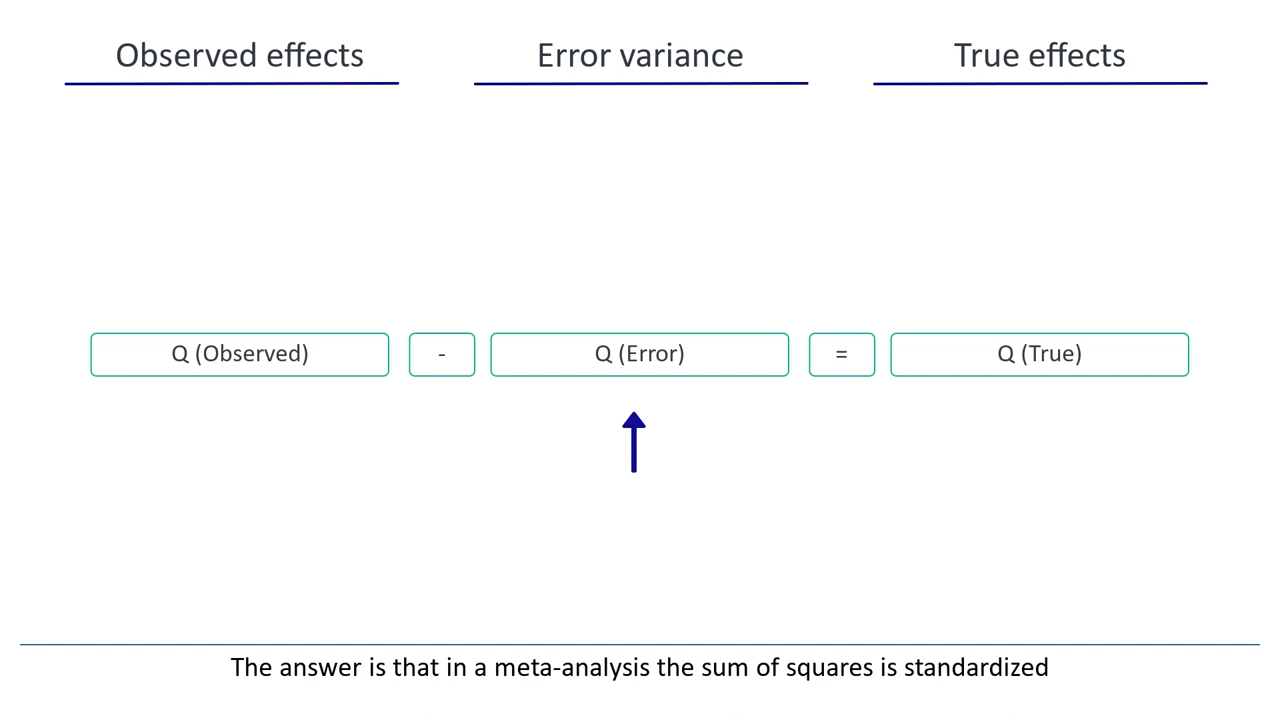 Observed effects
Error variance
True effects
Q (Observed)
-
Q (Error)
=
Q (True)
The answer is that in a meta-analysis the sum of squares is standardized